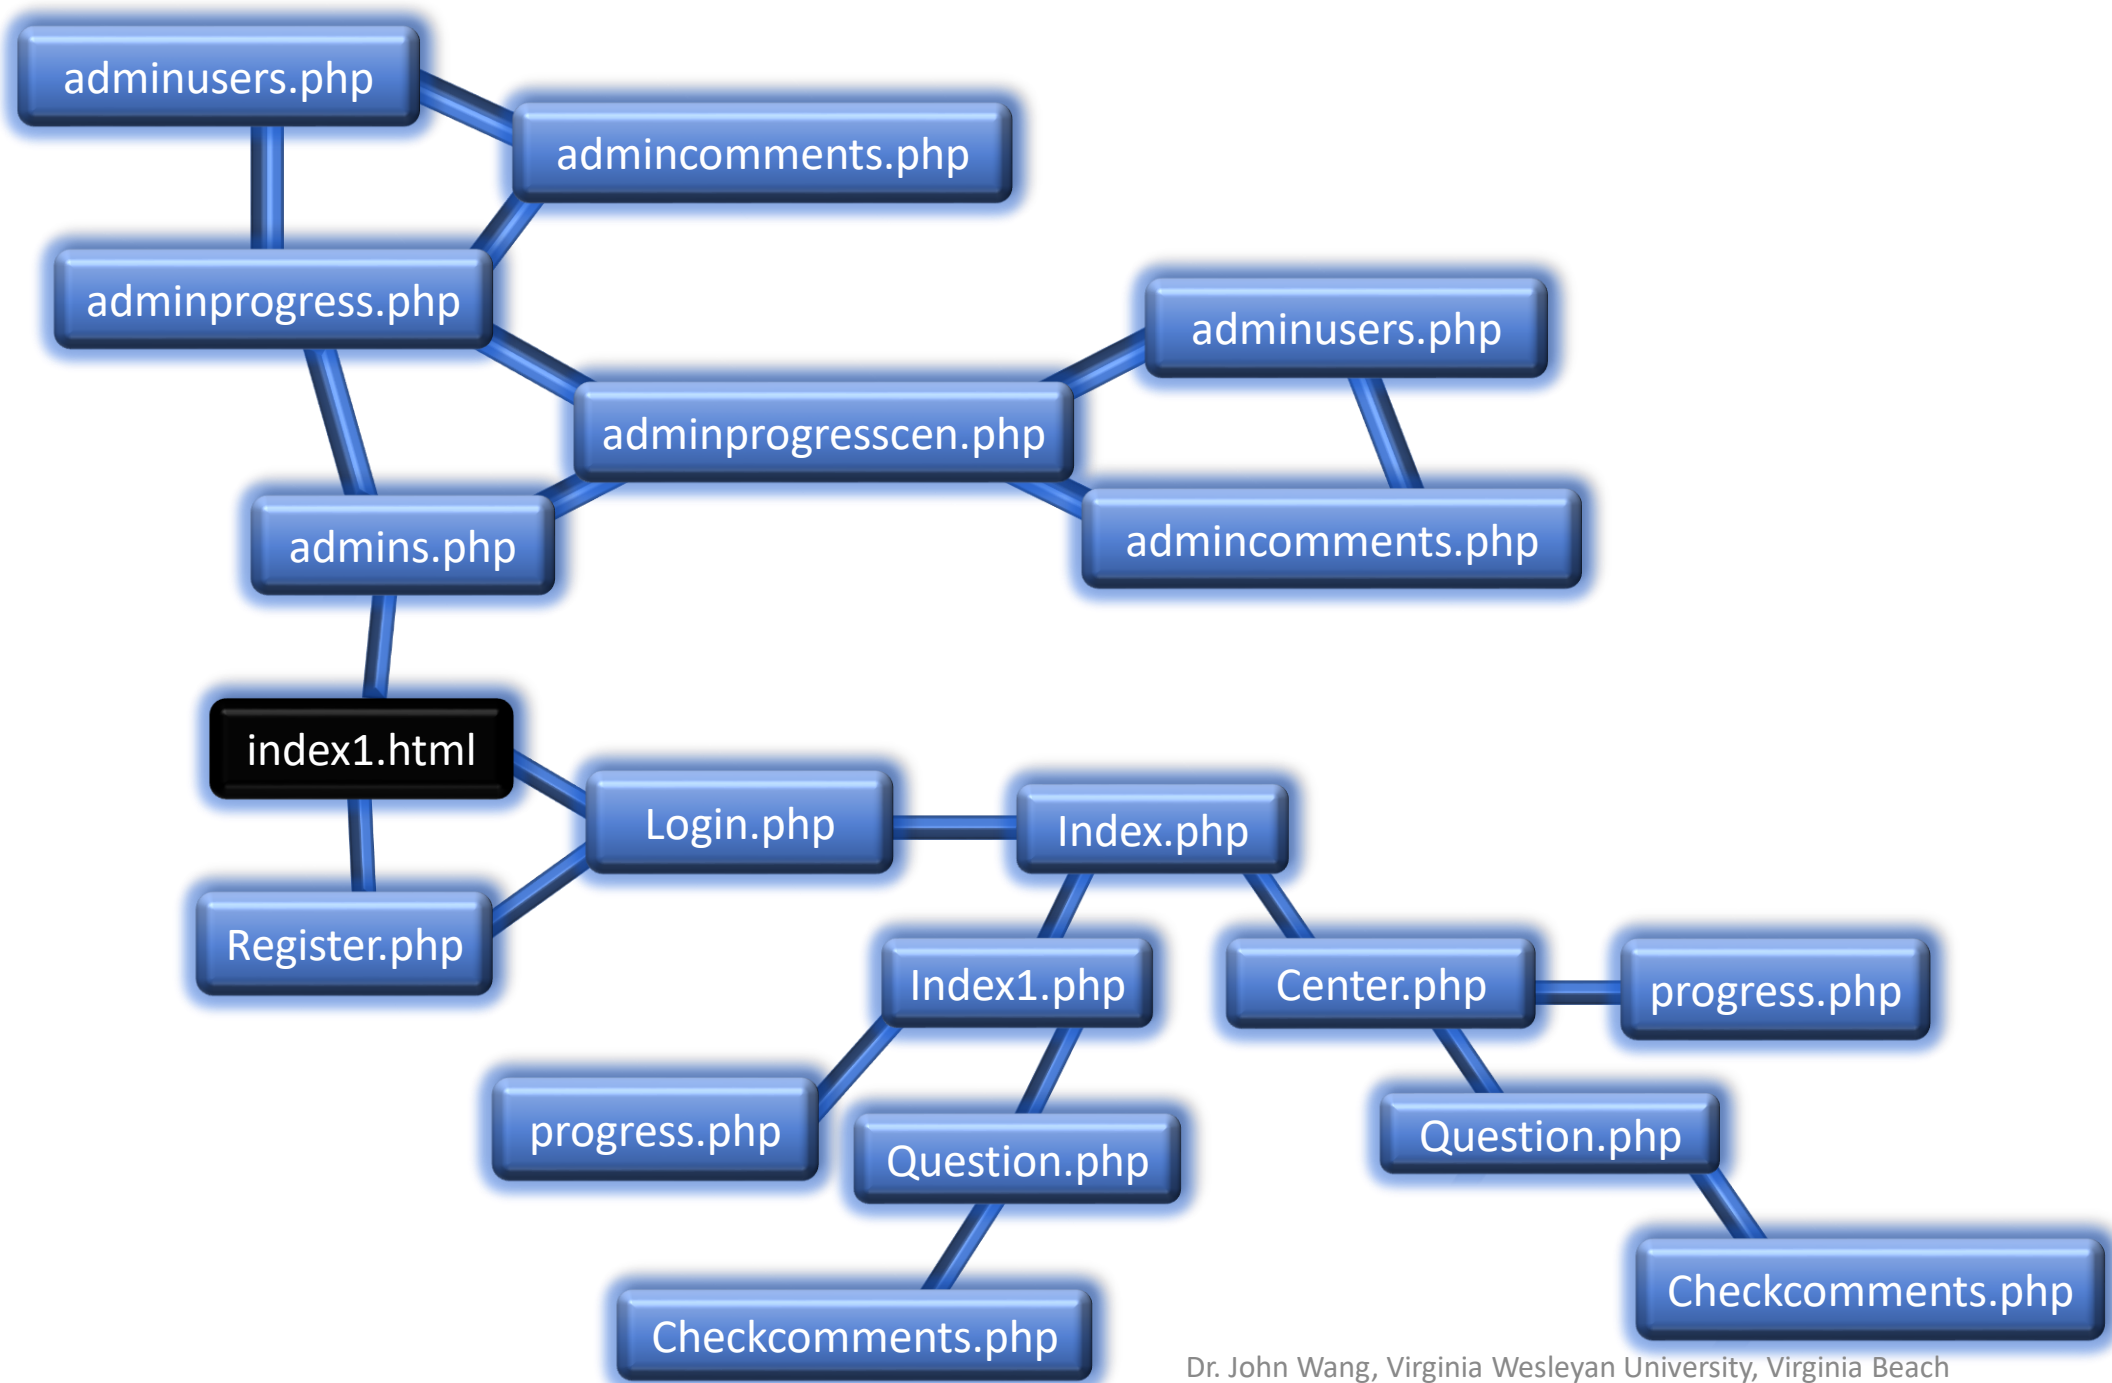 adminusers.php
admincomments.php
adminprogress.php
adminusers.php
adminprogresscen.php
admins.php
admincomments.php
index1.html
Login.php
Index.php
Register.php
Index1.php
Center.php
progress.php
progress.php
Question.php
Question.php
Checkcomments.php
Checkcomments.php
Dr. John Wang, Virginia Wesleyan University, Virginia Beach